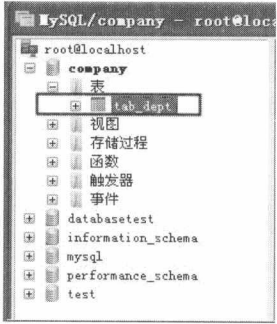 MySQL/company - root@loca
root@localhost
company
表
tab_dept
视图
存储过程
函数
触发器
事件
databasetest
information_schema
mysql
performance_schema
test